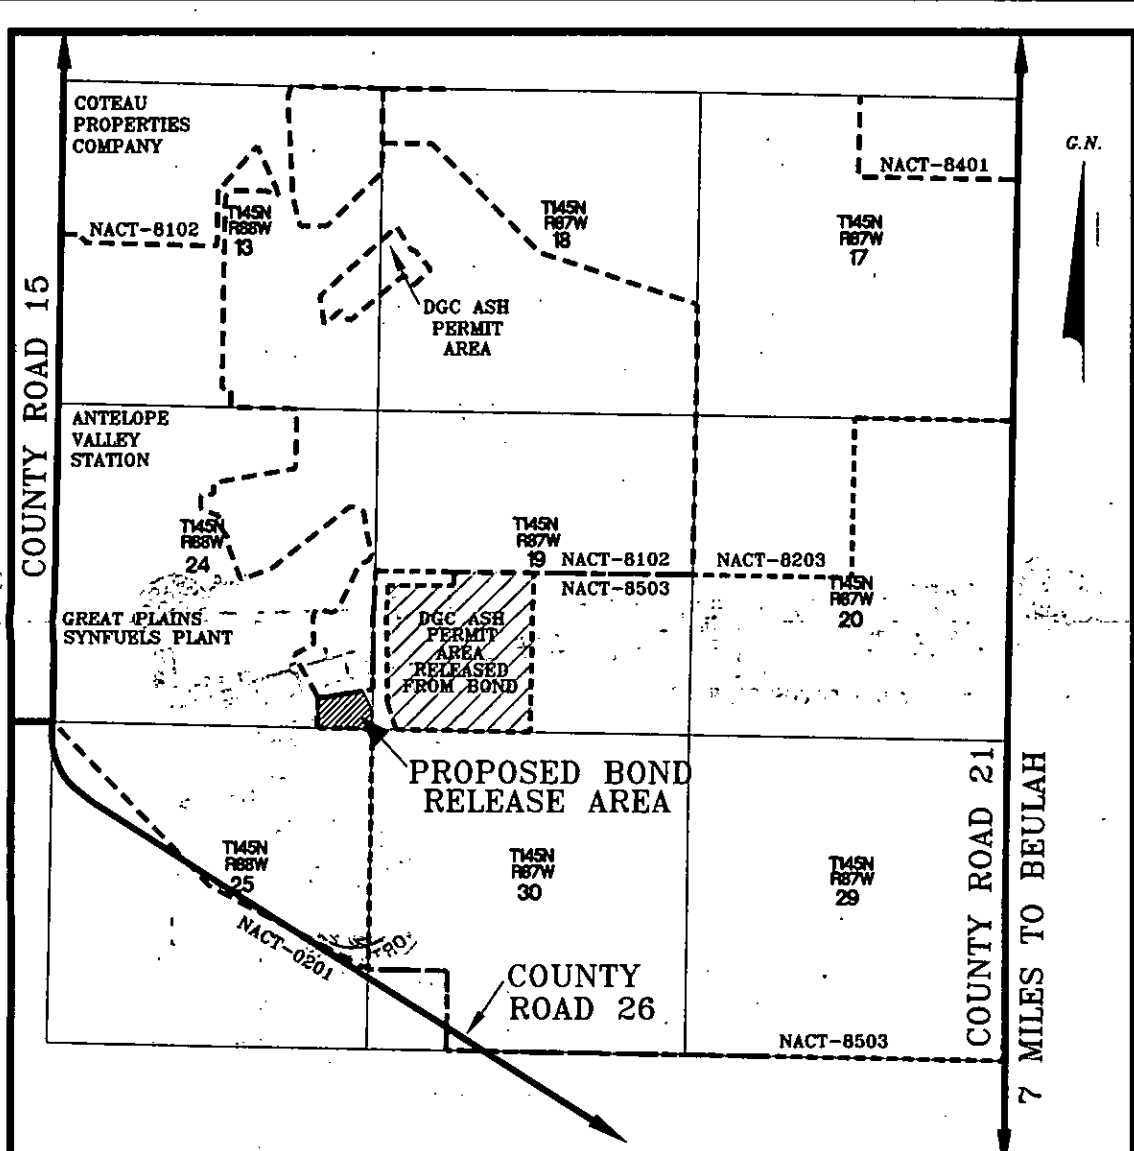 COTEAU
PROPERTIES
COMPANY
G.N.
NACT-8401
NACT-8102
T145N
R88W
13
T145N
R87W
18
T145N
R87W
17
DGC ASH
PERMIT
AREA
COUNTY ROAD 15
ANTELOPE
VALLEY
STATION
T145N
R88W
24
T145N
R87W
19
NACT-8102
NACT-8203
NACT-8503
T145N
R87W
20
GREAT PLAINS
SYNFUELS PLANT
DGC ASH
PERMIT
AREA
RELEASED
FROM BOND
PROPOSED BOND
RELEASE AREA
COUNTY ROAD 21
7 MILES TO BEULAH
T145N
R88W
25
T145N
R87W
30
T145N
R87W
29
NACT-0201
COUNTY
ROAD 26
NACT-8503